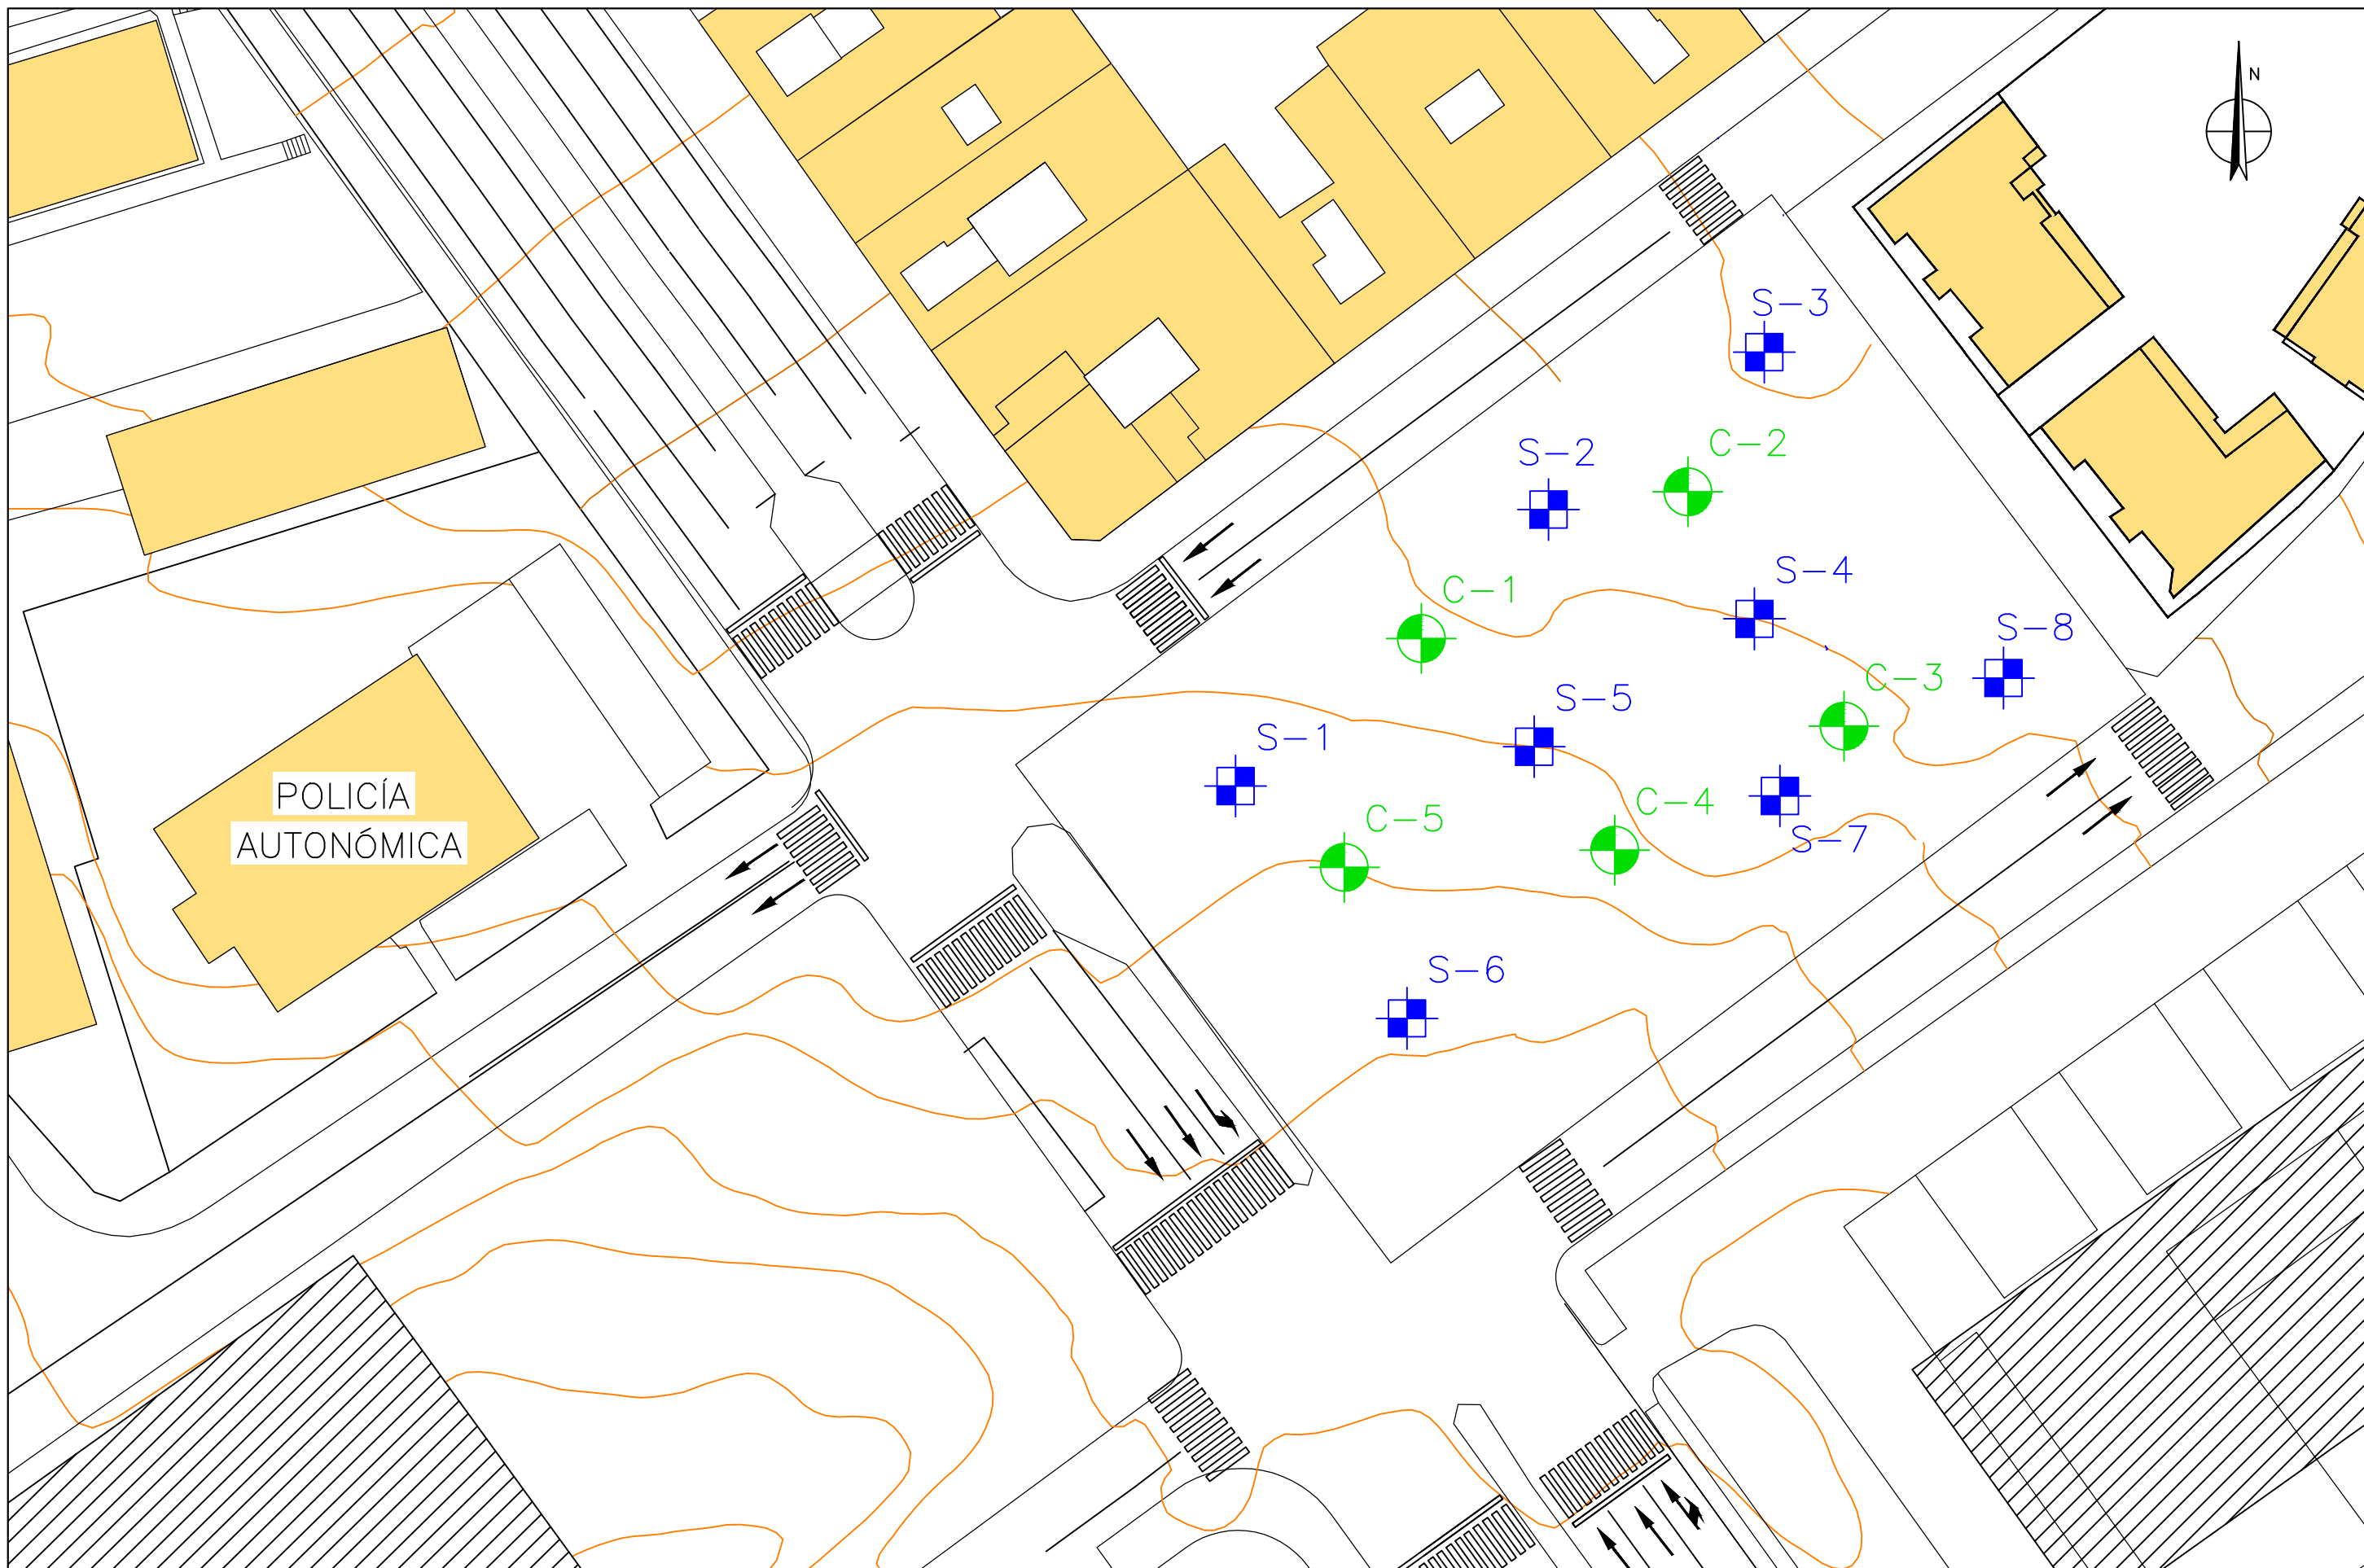 N
S-3
S-2
C-2
S-4
C-1
S-8
C-3
S-5
S-1
POLICÍA
AUTONÓMICA
C-4
C-5
S-7
S-6